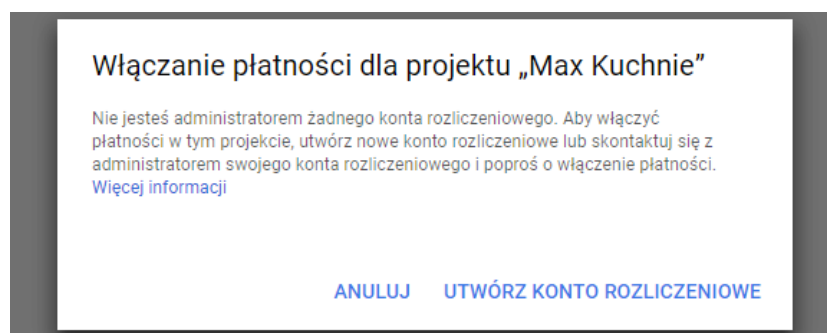 Włączanie płatności dla projektu „Max Kuchnie”
Nie jesteś administratorem żadnego konta rozliczeniowego. Aby włączyć
płatności w tym projekcie, utwórz nowe konto rozliczeniowe lub skontaktuj się z
administratorem swojego konta rozliczeniowego i poproś o włączenie płatności.
Więcej informacji
ANULUJ UTWÓRZ KONTO ROZLICZENIOWE